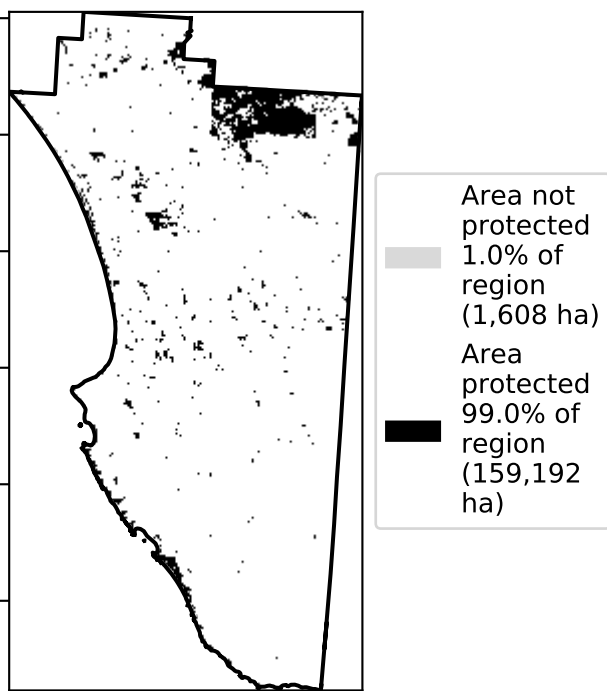 Area not
protected
1.0% of
region
(1,608 ha)
Area
protected
99.0% of
region
(159,192
ha)